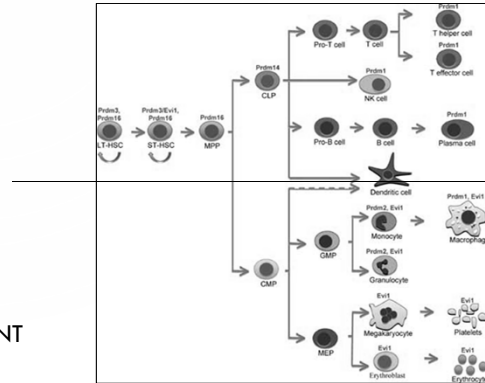 Prdm1
T helper cell
Pro-T cell
T cell
Prdm1
T effector cell
Prdm14
CLP
Prdm1
NK cell
Prdm3,
Prdm16
LT-HSC
Prdm3/Evi1,
Prdm16
ST-HSC
Prdm16
MPP
Pro-B cell
B cell
Prdm1
Plasma cell
Dendritic cell
Prdm2, Evi1
Monocyte
Prdm1, Evi1
Macrophag
GMP
Prdm2, Evi1
Granulocyte
CMP
Evi1
Megakaryocyte
Evi1
Platelets
NT
MEP
Evi1
Erythroblast
Evi1
Erythrocyte